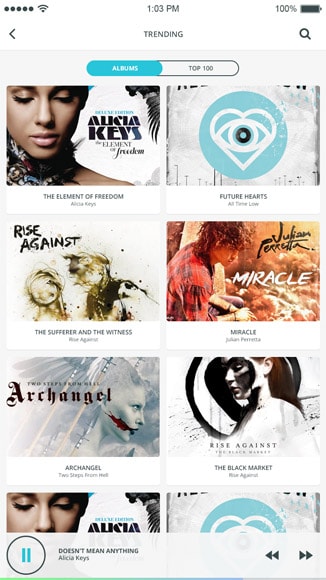 1:03 PM
100%
TRENDING
ALBUMS
TOP 100
DELUXE EDITION
ALICIA
KEYS
the ELEMENT
OF freedom
THE ELEMENT OF FREEDOM
Alicia Keys
FUTURE HEARTS
All Time Low
RISE
AGAINST
THE SUFFERER AND THE WITNESS
Rise Against
Julian
Perretta
MIRACLE
MIRACLE
Julian Perretta
TWO STEPS FROM HELL
Archangel
ARCHANGEL
Two Steps From Hell
RISE AGAINST
THE BLACK MARKET
THE BLACK MARKET
Rise Against
DELUXE EDITION
ALICIA
KEYS
DOESN'T MEAN ANYTHING
Alicia Keys